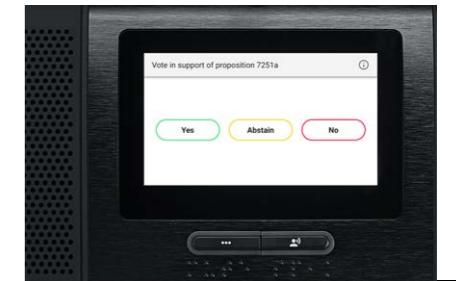 Vote in support of proposition 7251a
Yes Abstain No